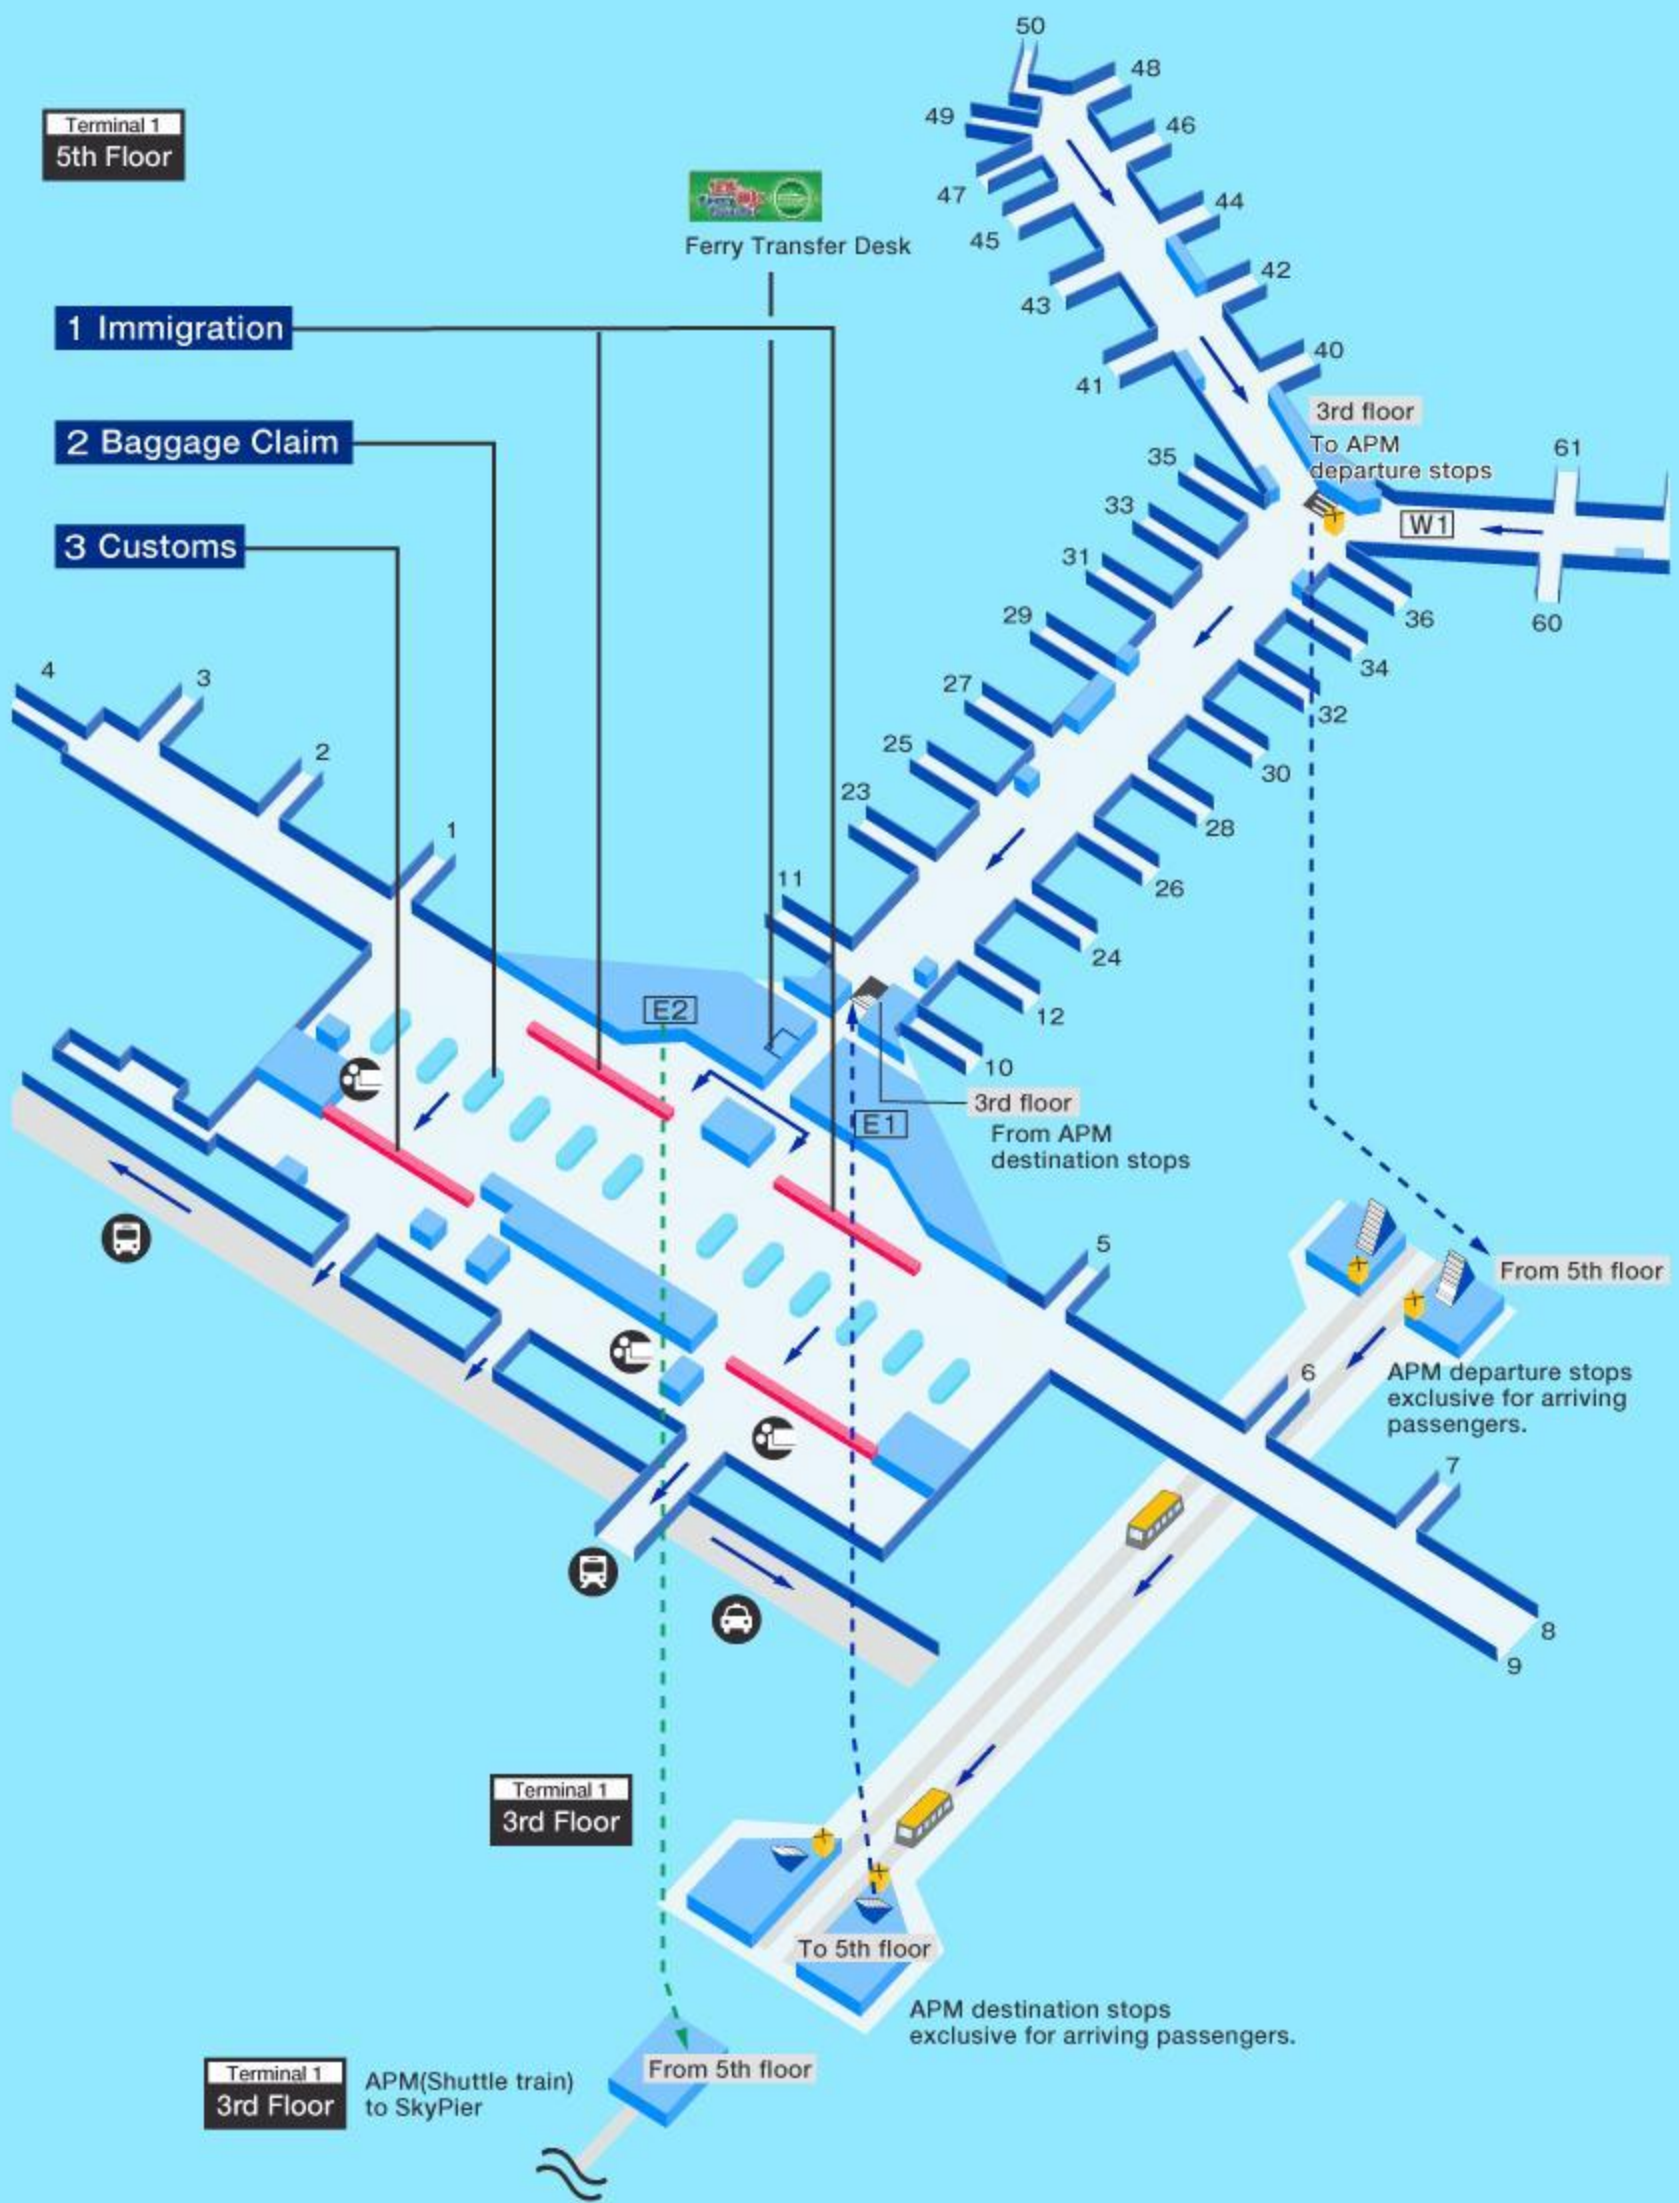 50
48
Terminal 1
5th Floor
49
46
47
44
45
Ferry Transfer Desk
42
43
1 Immigration
40
41
3rd floor
To APM
departure stops
2 Baggage Claim
35
61
33
W1
3 Customs
31
29
36
60
34
4
3
27
32
2
25
30
23
28
1
11
26
24
E2
12
10
3rd floor
E1
From APM
destination stops
5
From 5th floor
6
APM departure stops
exclusive for arriving
passengers.
7
8
9
Terminal 1
3rd Floor
To 5th floor
APM destination stops
exclusive for arriving passengers.
From 5th floor
Terminal 1
3rd Floor
APM(Shuttle train)
to SkyPier